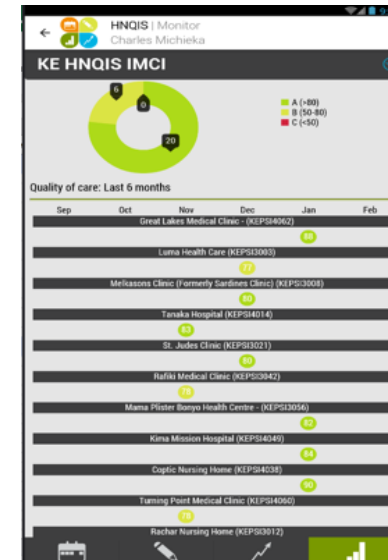 HNQIS | Monitor
Charles Michieka
KE HNQIS IMCI
6
0
20
A (>80)
B (50-80)
C (<50)
Quality of care: Last 6 months
Sep Oct Nov Dec Jan Feb
Great Lakes Medical Clinic - (KEPSI4062)
88
Luma Health Care (KEPSI3003)
77
Melkasons Clinic (Formerly Sardines Clinic) (KEPSI3008)
80
Tanaka Hospital (KEPSI4014)
83
St. Judes Clinic (KEPSI3021)
80
Rafiki Medical Clinic (KEPSI3042)
Mama Plister Bonyo Health Centre - (KEPSI3056)
82
Kima Mission Hospital (KEPSI4049)
84
Coptic Nursing Home (KEPSI4038)
90
Turning Point Medical Clinic (KEPSI4060)
Rachar Nursing Home (KEPSI3012)